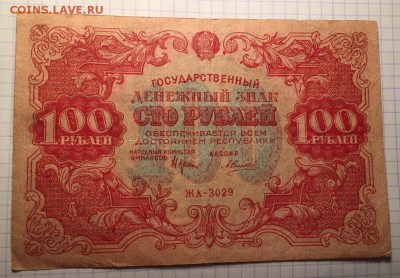 COINS.LAVE.RU
ГОСУДАРСТВЕННЫЙ
ДЕНЕЖНЫЙ ЗНАК
100 СТО РУБЛЕЙ 100
РУБЛЕЙ РУБЛЕЙ
ОБЕСПЕЧИВАЕТСЯ ВСЕМ
ДОСТОЯНИЕМ РЕСПУБЛИКИ
НАРОДНЫЙ КОМИССАР
ФИНАНСОВ
КАССИР
ЖА-3029